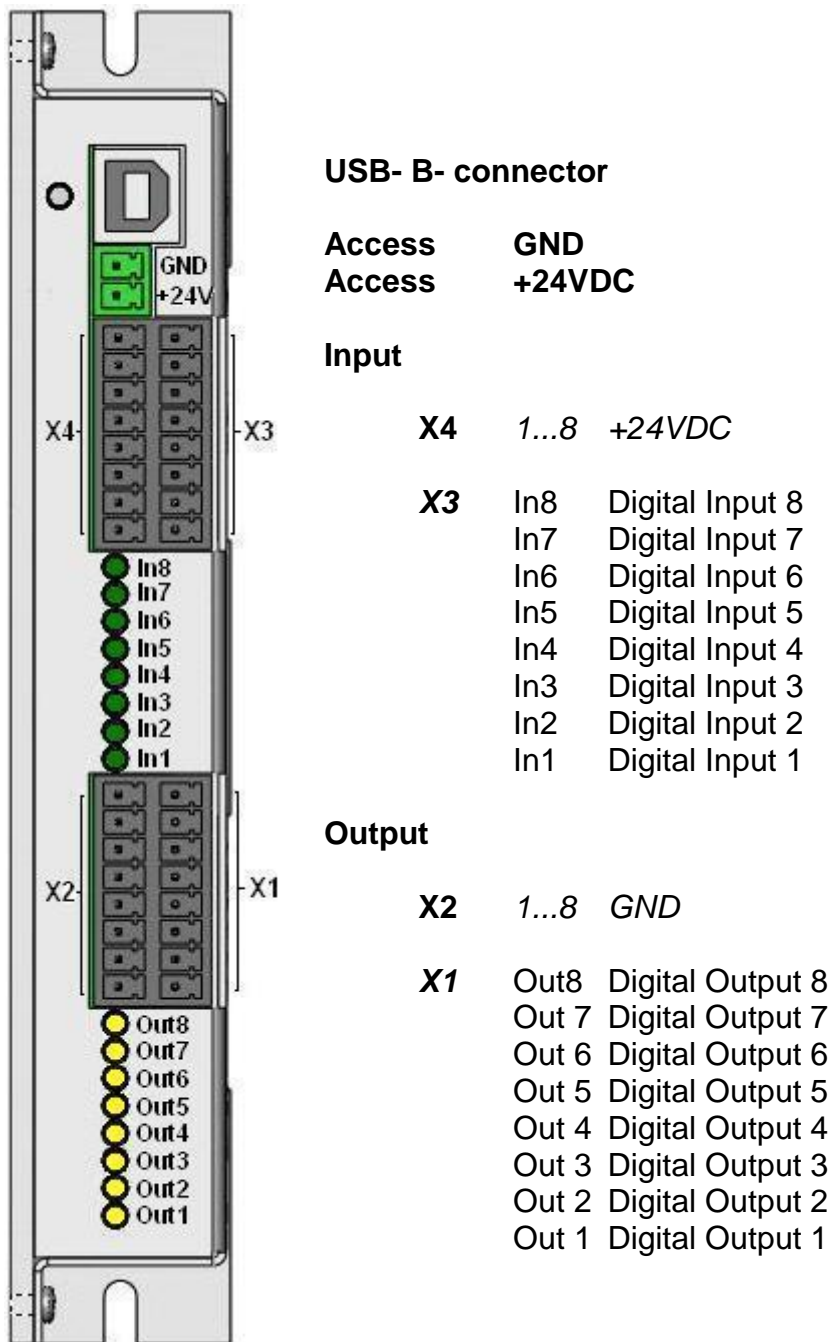 USB- B- connector
GND
+24V
Access GND
Access +24VDC
Input
X4
X3
X4 1...8 +24VDC
X3 In8 Digital Input 8
In7 Digital Input 7
In6 Digital Input 6
In5 Digital Input 5
In4 Digital Input 4
In3 Digital Input 3
In2 Digital Input 2
In1 Digital Input 1
In8
In7
In6
In5
In4
In3
In2
In1
Output
X2
X1
X2 1...8 GND
X1 Out8 Digital Output 8
Out 7 Digital Output 7
Out 6 Digital Output 6
Out 5 Digital Output 5
Out 4 Digital Output 4
Out 3 Digital Output 3
Out 2 Digital Output 2
Out 1 Digital Output 1
Out8
Out7
Out6
Out5
Out4
Out3
Out2
Out1